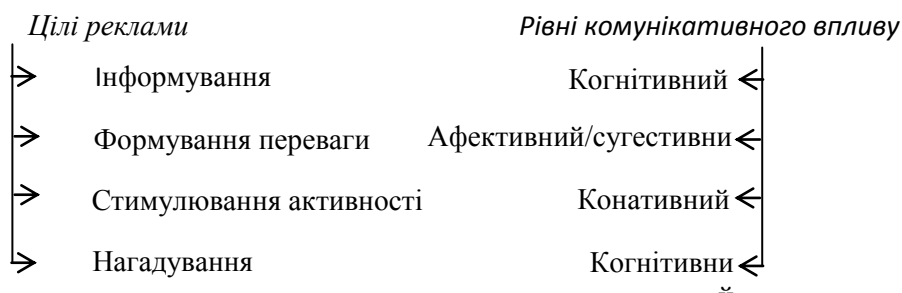 Цілі реклами Рівні комунікативного впливу
Інформування Когнітивний
Формування переваги Афективний/сугестивни
Стимулювання активності Конативний
Нагадування Когнітивни
й